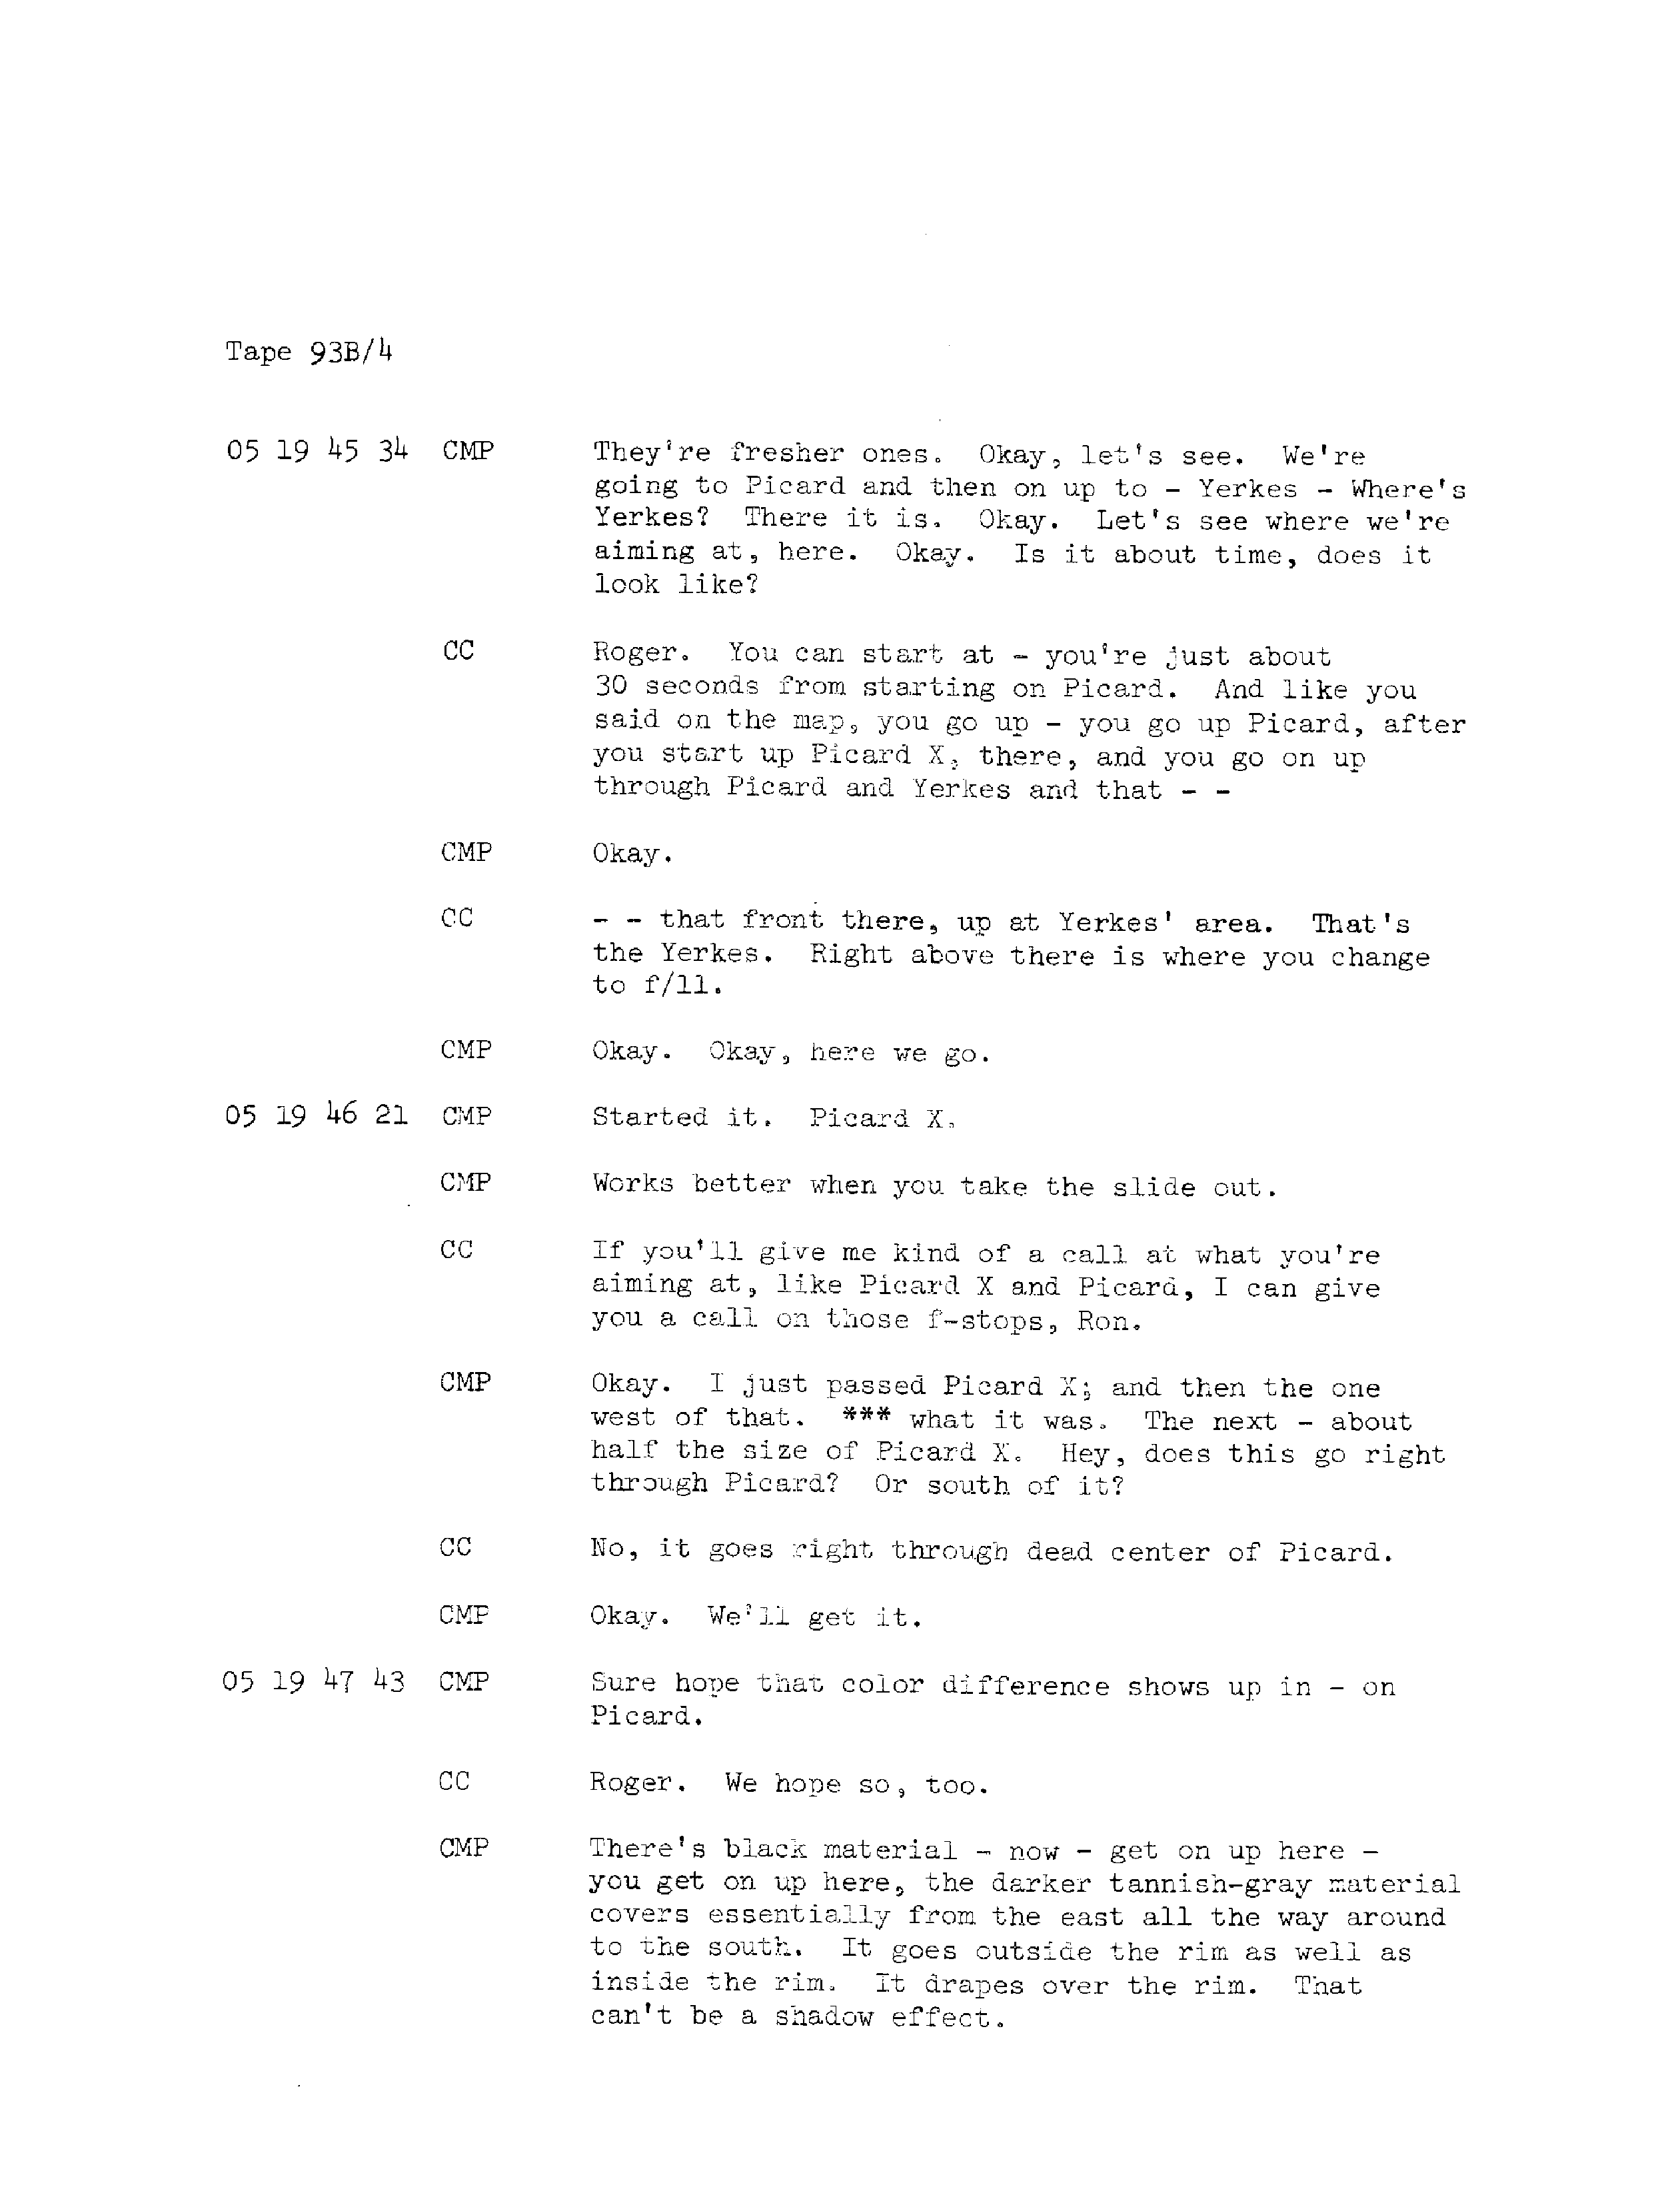 Tape 93B/4
05 19 45 34 CMP They're fresher ones. Okay, let's see. We're
going to Picard and then on up to - Yerkes - Where's
Yerkes? There it is. Okay. Let's see where we're
aiming at, here. Okay. Is it about time, does it
look like?
CC Roger. You can start at - you're just about
30 seconds from starting on Picard. And like you
said on the map, you go up - you go up Picard, after
you start up Picard X, there, and you go on up
through Picard and Yerkes and that - -
CMP Okay.
CC - - that front there, up at Yerkes' area. That's
the Yerkes. Right above there is where you change
to f/11.
CMP Okay. Okay, here we go.
05 19 46 21 CMP Started it. Picard X.
CMP Works better when you take the slide out.
CC If you'll give me kind of a call at what you're
aiming at, like Picard X and Picard, I can give
you a call on those f-stops, Ron.
CMP Okay. I just passed Picard X; and then the one
west of that. *** what it was. The next - about
half the size of Picard X. Hey, does this go right
through Picard? Or south of it?
CC No, it goes right through dead center of Picard.
CMP Okay. We'll get it.
05 19 47 43 CMP Sure hope that color difference shows up in - on
Picard.
CC Roger. We hope so, too.
CMP There's black material - now - get on up here -
you get on up here, the darker tannish-gray material
covers essentially from the east all the way around
to the south. It goes outside the rim as well as
inside the rim. It drapes over the rim. That
can't be a shadow effect.